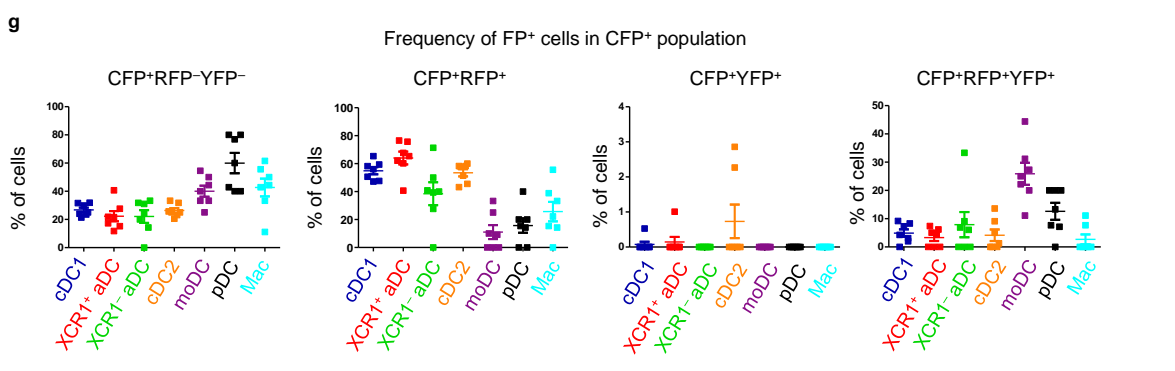 g
Frequency of FP⁺ cells in CFP⁺ population
CFP⁺RFP⁻YFP⁻
% of cells
100
80
60
40
20
0
cDC1
XCR1⁺ aDC
XCR1⁻ aDC
cDC2
moDC
pDC
Mac
CFP⁺RFP⁺
% of cells
100
80
60
40
20
0
cDC1
XCR1⁺ aDC
XCR1⁻ aDC
cDC2
moDC
pDC
Mac
CFP⁺YFP⁺
% of cells
4
3
2
1
0
cDC1
XCR1⁺ aDC
XCR1⁻ aDC
cDC2
moDC
pDC
Mac
CFP⁺RFP⁺YFP⁺
% of cells
50
40
30
20
10
0
cDC1
XCR1⁺ aDC
XCR1⁻ aDC
cDC2
moDC
pDC
Mac